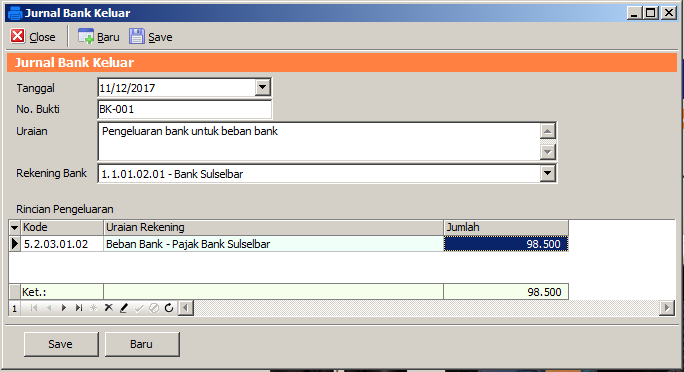 Jurnal Bank Keluar
Close Baru Save
Jurnal Bank Keluar
Tanggal 11/12/2017
No. Bukti BK-001
Uraian Pengeluaran bank untuk beban bank
Rekening Bank 1.1.01.02.01 - Bank Sulselbar
Rincian Pengeluaran
Kode Uraian Rekening Jumlah
5.2.03.01.02 Beban Bank - Pajak Bank Sulselbar 98.500
Ket.: 98.500
1
Save Baru